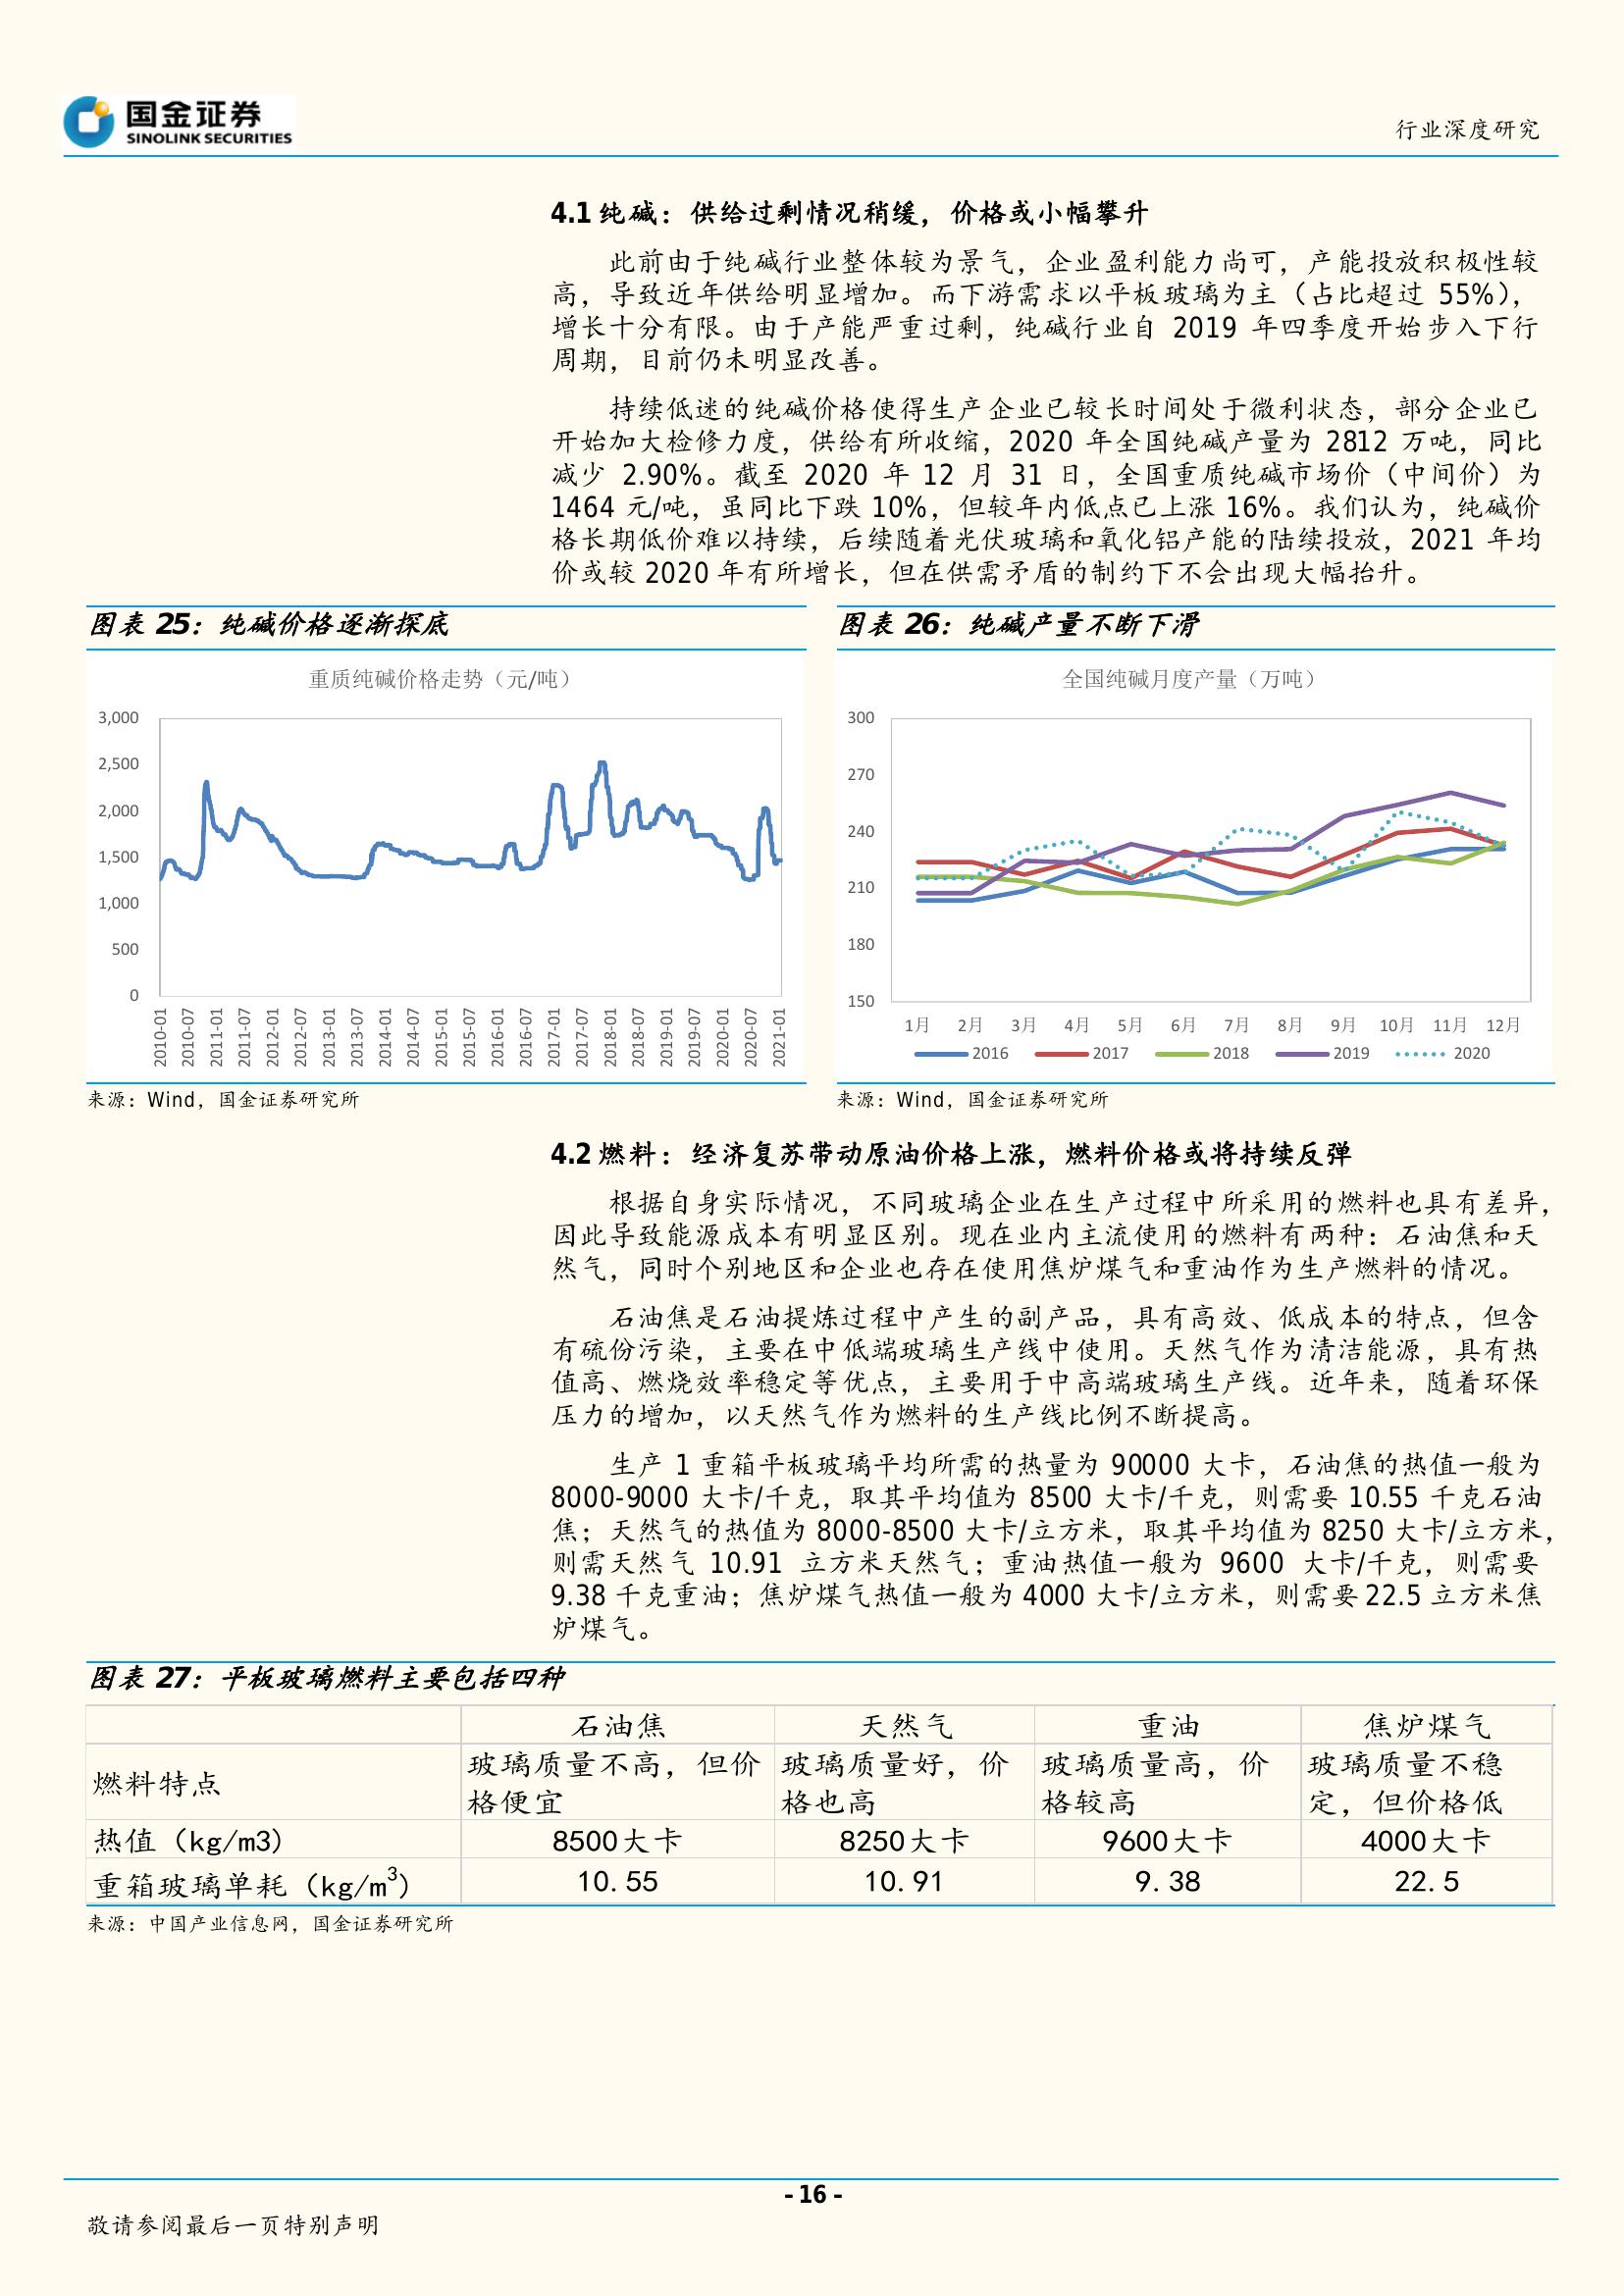 国金证券
SINOLINK SECURITIES
行业深度研究
4.1 纯碱：供给过剩情况稍缓，价格或小幅攀升
此前由于纯碱行业整体较为景气，企业盈利能力尚可，产能投放积极性较
高，导致近年供给明显增加。而下游需求以平板玻璃为主（占比超过 55%），
增长十分有限。由于产能严重过剩，纯碱行业自 2019 年四季度开始步入下行
周期，目前仍未明显改善。
持续低迷的纯碱价格使得生产企业已较长时间处于微利状态，部分企业已
开始加大检修力度，供给有所收缩，2020 年全国纯碱产量为 2812 万吨，同比
减少 2.90%。截至 2020 年 12 月 31 日，全国重质纯碱市场价（中间价）为
1464 元/吨，虽同比下跌 10%，但较年内低点已上涨 16%。我们认为，纯碱价
格长期低价难以持续，后续随着光伏玻璃和氧化铝产能的陆续投放，2021 年均
价或较 2020 年有所增长，但在供需矛盾的制约下不会出现大幅抬升。
图表 25：纯碱价格逐渐探底
重质纯碱价格走势（元/吨）
3,000
2,500
2,000
1,500
1,000
500
0
2010-01 2010-07 2011-01 2011-07 2012-01 2012-07 2013-01 2013-07 2014-01 2014-07 2015-01 2015-07 2016-01 2016-07 2017-01 2017-07 2018-01 2018-07 2019-01 2019-07 2020-01 2020-07 2021-01
来源：Wind，国金证券研究所
图表 26：纯碱产量不断下滑
全国纯碱月度产量（万吨）
300
270
240
210
180
150
1月 2月 3月 4月 5月 6月 7月 8月 9月 10月 11月 12月
2016 2017 2018 2019 2020
来源：Wind，国金证券研究所
4.2 燃料：经济复苏带动原油价格上涨，燃料价格或将持续反弹
根据自身实际情况，不同玻璃企业在生产过程中所采用的燃料也具有差异，
因此导致能源成本有明显区别。现在业内主流使用的燃料有两种：石油焦和天
然气，同时个别地区和企业也存在使用焦炉煤气和重油作为生产燃料的情况。
石油焦是石油提炼过程中产生的副产品，具有高效、低成本的特点，但含
有硫份污染，主要在中低端玻璃生产线中使用。天然气作为清洁能源，具有热
值高、燃烧效率稳定等优点，主要用于中高端玻璃生产线。近年来，随着环保
压力的增加，以天然气作为燃料的生产线比例不断提高。
生产 1 重箱平板玻璃平均所需的热量为 90000 大卡，石油焦的热值一般为
8000-9000 大卡/千克，取其平均值为 8500 大卡/千克，则需要 10.55 千克石油
焦；天然气的热值为 8000-8500 大卡/立方米，取其平均值为 8250 大卡/立方米，
则需天然气 10.91 立方米天然气；重油热值一般为 9600 大卡/千克，则需要
9.38 千克重油；焦炉煤气热值一般为 4000 大卡/立方米，则需要 22.5 立方米焦
炉煤气。
图表 27：平板玻璃燃料主要包括四种
石油焦 天然气 重油 焦炉煤气
燃料特点 玻璃质量不高，但价格便宜 玻璃质量好，价格也高 玻璃质量高，价格较高 玻璃质量不稳定，但价格低
热值（kg/m3） 8500大卡 8250大卡 9600大卡 4000大卡
重箱玻璃单耗（kg/m³） 10.55 10.91 9.38 22.5
来源：中国产业信息网，国金证券研究所
- 16 -
敬请参阅最后一页特别声明